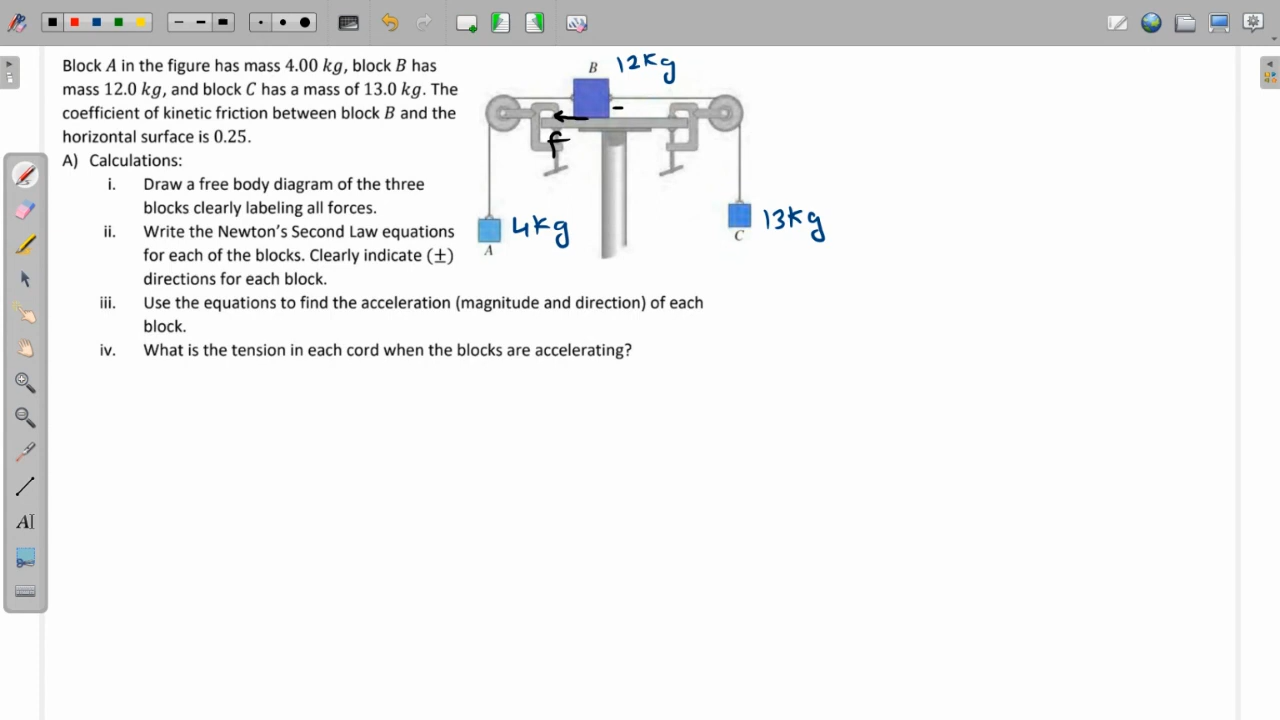 Block A in the figure has mass 4.00 kg, block B has
mass 12.0 kg, and block C has a mass of 13.0 kg. The
coefficient of kinetic friction between block B and the
horizontal surface is 0.25.
A) Calculations:
i. Draw a free body diagram of the three
blocks clearly labeling all forces.
ii. Write the Newton's Second Law equations
for each of the blocks. Clearly indicate (±)
directions for each block.
iii. Use the equations to find the acceleration (magnitude and direction) of each
block.
iv. What is the tension in each cord when the blocks are accelerating?
B 12kg
f
4kg
A
13kg
C
AI